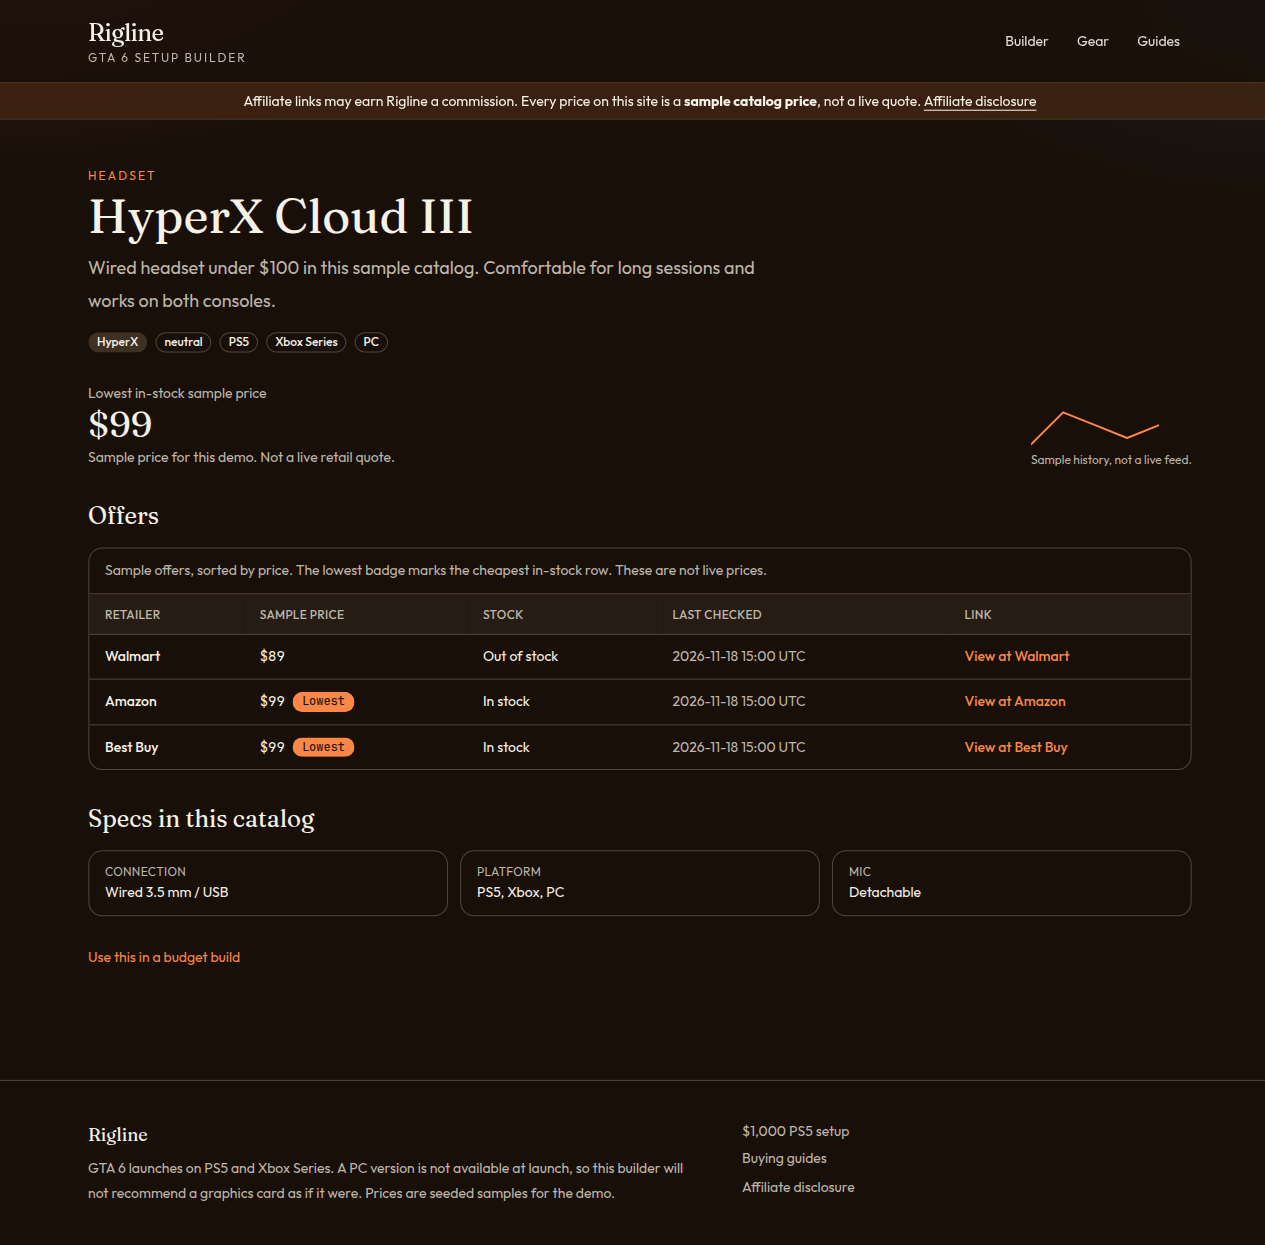 Rigline
GTA 6 SETUP BUILDER
Builder Gear Guides
Affiliate links may earn Rigline a commission. Every price on this site is a sample catalog price, not a live quote. Affiliate disclosure
HEADSET
HyperX Cloud III
Wired headset under $100 in this sample catalog. Comfortable for long sessions and
works on both consoles.
HyperX neutral PS5 Xbox Series PC
Lowest in-stock sample price
$99
Sample price for this demo. Not a live retail quote.
Sample history, not a live feed.
Offers
Sample offers, sorted by price. The lowest badge marks the cheapest in-stock row. These are not live prices.
RETAILER SAMPLE PRICE STOCK LAST CHECKED LINK
Walmart $89 Out of stock 2026-11-18 15:00 UTC View at Walmart
Amazon $99 Lowest In stock 2026-11-18 15:00 UTC View at Amazon
Best Buy $99 Lowest In stock 2026-11-18 15:00 UTC View at Best Buy
Specs in this catalog
CONNECTION
Wired 3.5 mm / USB
PLATFORM
PS5, Xbox, PC
MIC
Detachable
Use this in a budget build
Rigline
GTA 6 launches on PS5 and Xbox Series. A PC version is not available at launch, so this builder will
not recommend a graphics card as if it were. Prices are seeded samples for the demo.
$1,000 PS5 setup
Buying guides
Affiliate disclosure